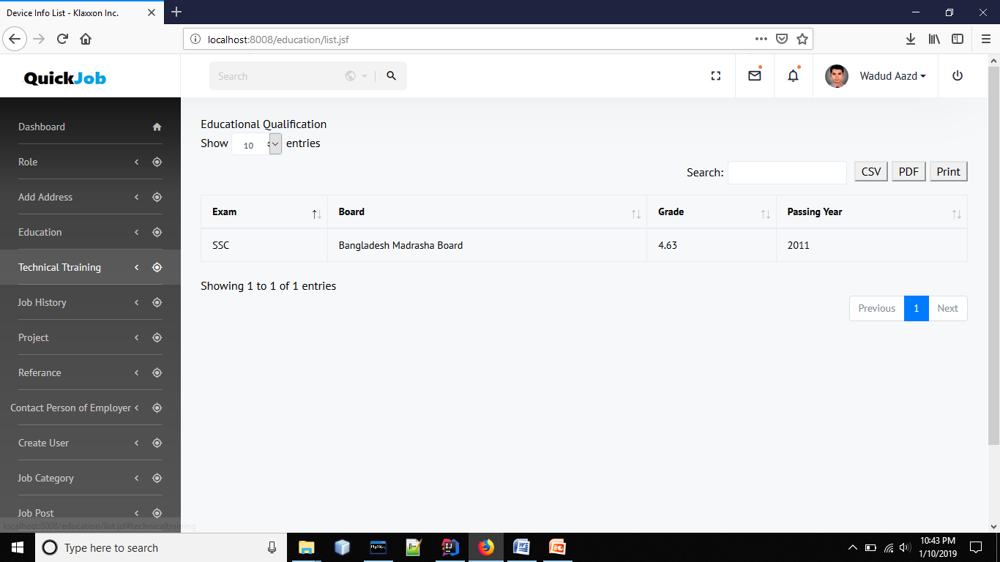 Device Info List - Klaxxon Inc.
localhost:8008/education/list.jsf
QuickJob
Search
Wadud Aazd
Dashboard
Role
Add Address
Education
Technical Ttraining
Job History
Project
Referance
Contact Person of Employer
Create User
Job Category
Job Post
localhost:8008/education/list.jsf#technicaltraining
Educational Qualification
Show 10 entries
Search: CSV PDF Print
Exam Board Grade Passing Year
SSC Bangladesh Madrasha Board 4.63 2011
Showing 1 to 1 of 1 entries
Previous 1 Next
Type here to search
MySQL
10:43 PM
1/10/2019